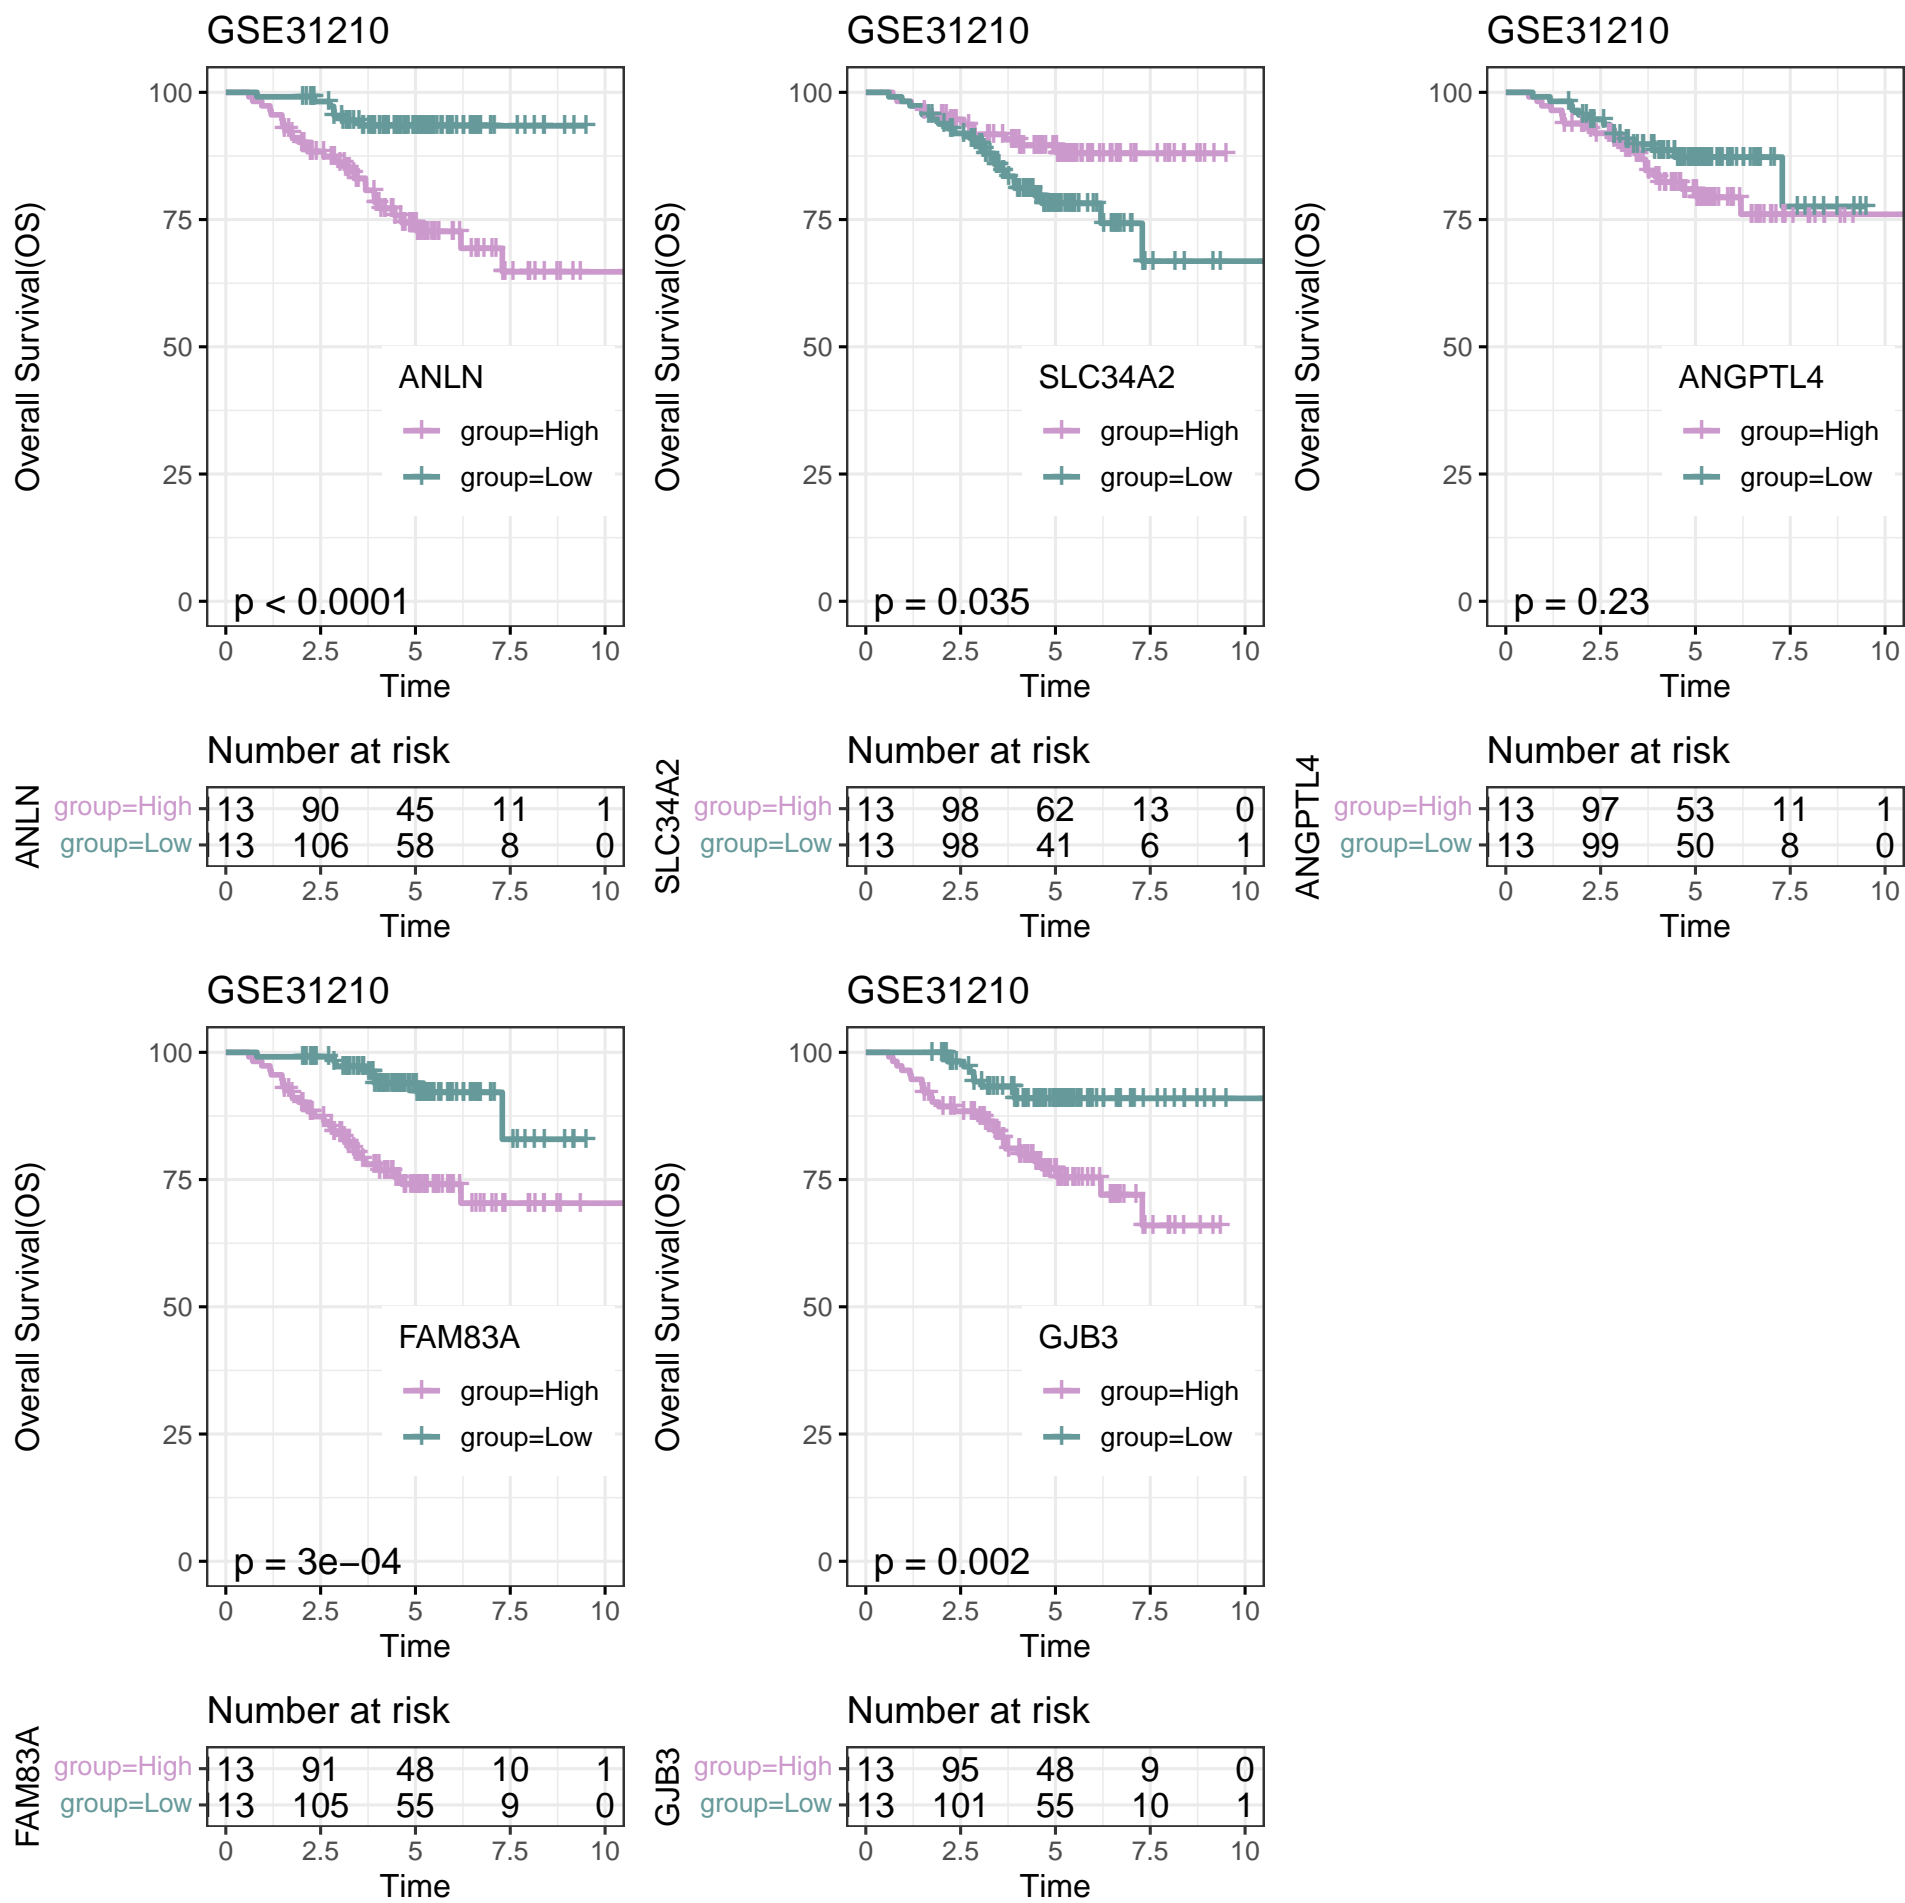 GSE31210
Overall Survival(OS)
100
75
50
25
0
ANLN
group=High
group=Low
p < 0.0001
0 2.5 5 7.5 10
Time
Number at risk
ANLN
group=High 13 90 45 11 1
group=Low 13 106 58 8 0
0 2.5 5 7.5 10
Time
GSE31210
Overall Survival(OS)
100
75
50
25
0
SLC34A2
group=High
group=Low
p = 0.035
0 2.5 5 7.5 10
Time
Number at risk
SLC34A2
group=High 13 98 62 13 0
group=Low 13 98 41 6 1
0 2.5 5 7.5 10
Time
GSE31210
Overall Survival(OS)
100
75
50
25
0
ANGPTL4
group=High
group=Low
p = 0.23
0 2.5 5 7.5 10
Time
Number at risk
ANGPTL4
group=High 13 97 53 11 1
group=Low 13 99 50 8 0
0 2.5 5 7.5 10
Time
GSE31210
Overall Survival(OS)
100
75
50
25
0
FAM83A
group=High
group=Low
p = 3e−04
0 2.5 5 7.5 10
Time
Number at risk
FAM83A
group=High 13 91 48 10 1
group=Low 13 105 55 9 0
0 2.5 5 7.5 10
Time
GSE31210
Overall Survival(OS)
100
75
50
25
0
GJB3
group=High
group=Low
p = 0.002
0 2.5 5 7.5 10
Time
Number at risk
GJB3
group=High 13 95 48 9 0
group=Low 13 101 55 10 1
0 2.5 5 7.5 10
Time